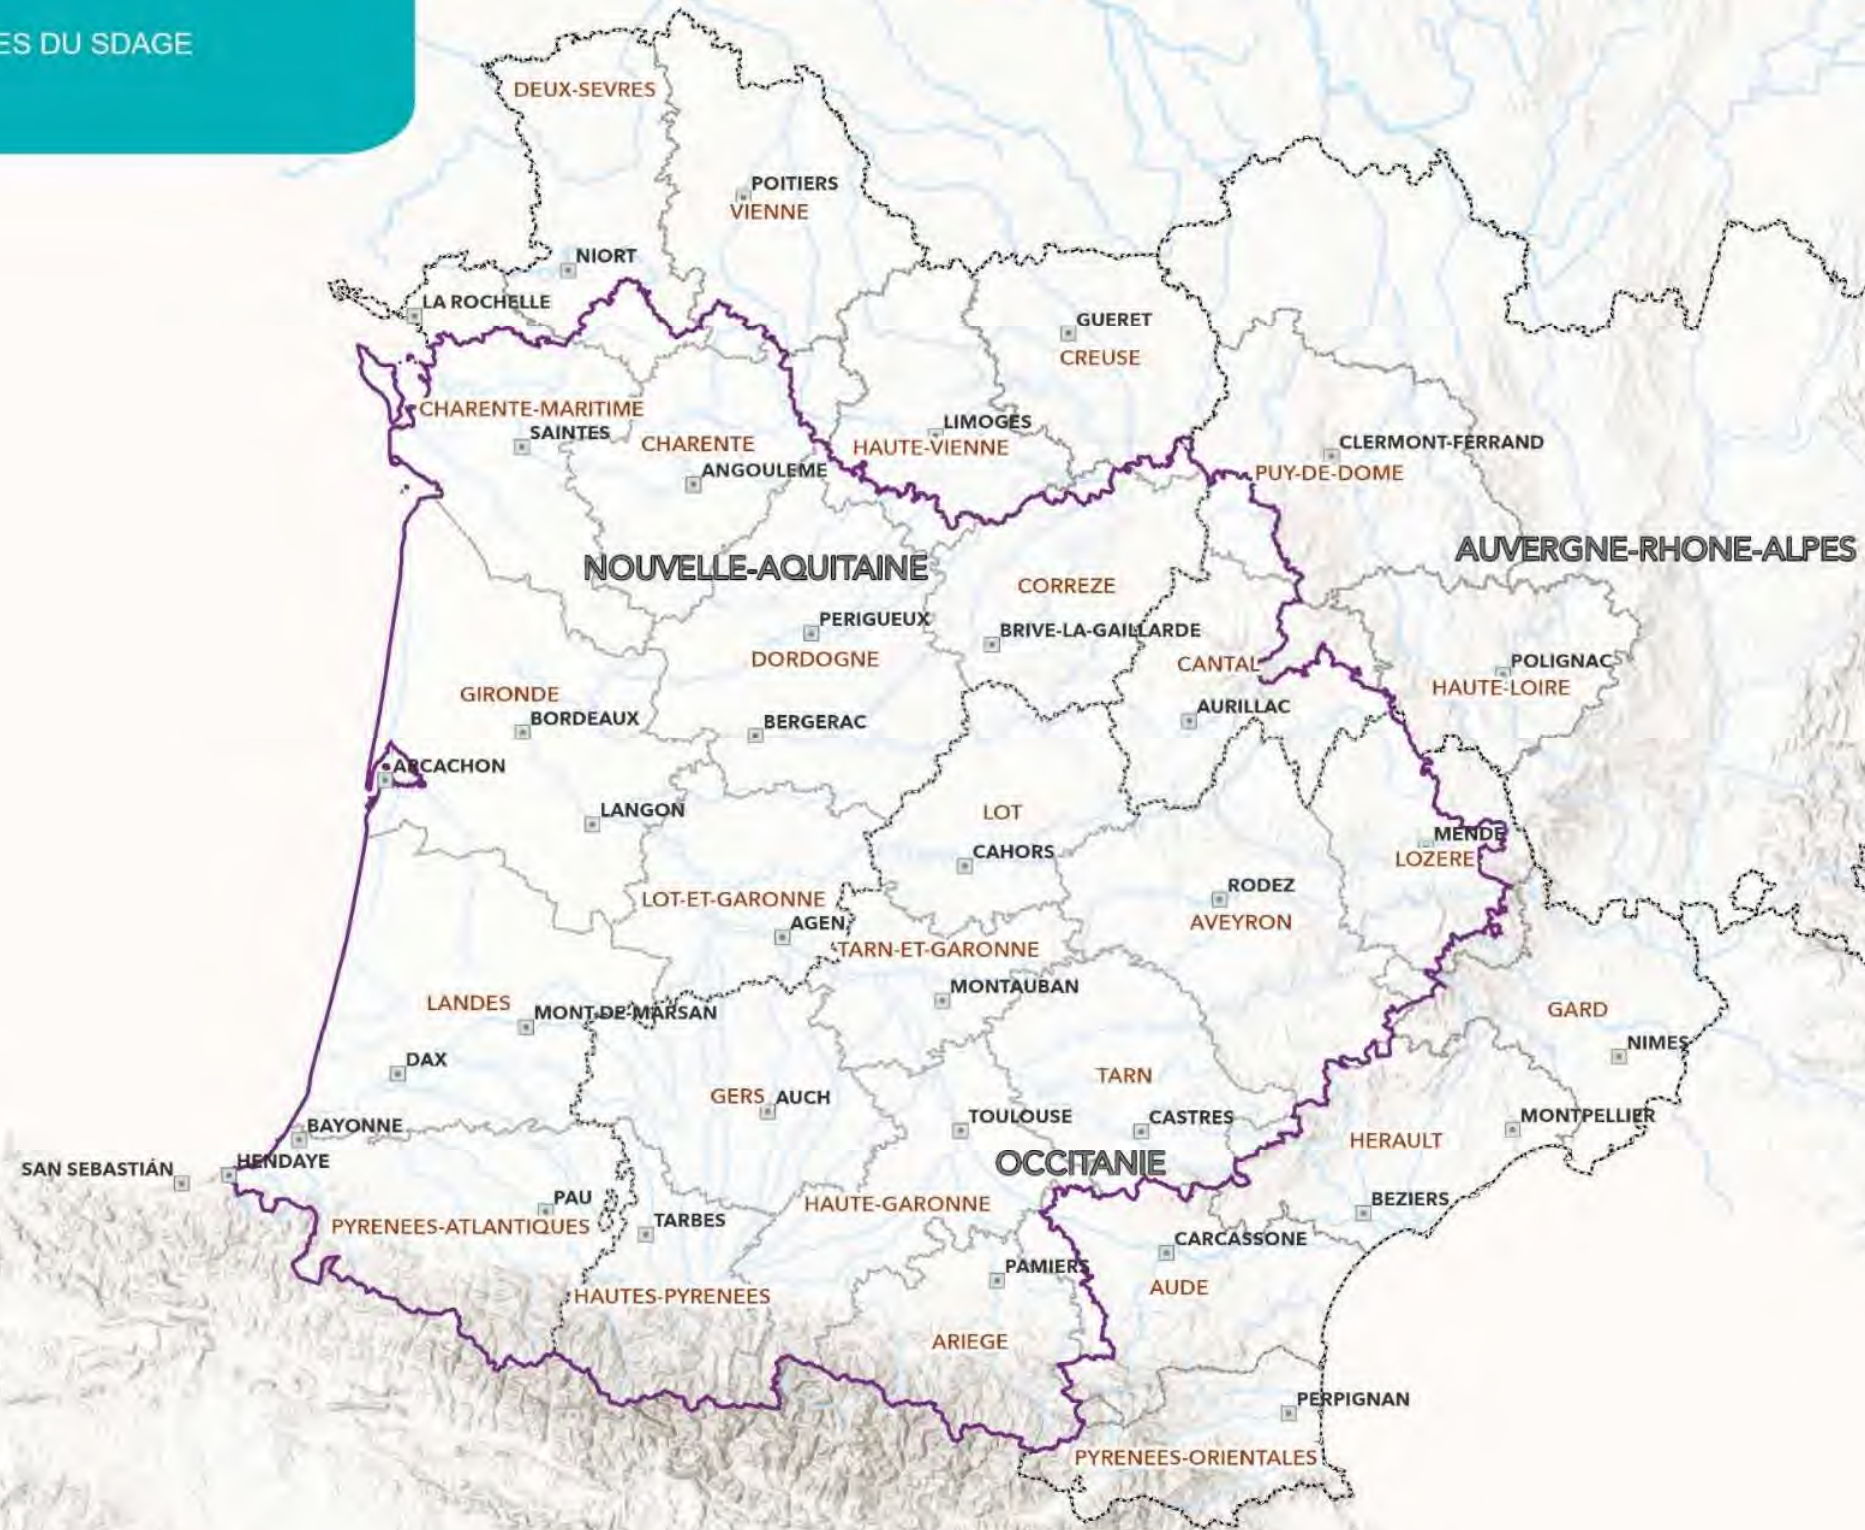 ES DU SDAGE
DEUX-SEVRES
POITIERS
VIENNE
NIORT
LA ROCHELLE
GUERET
CREUSE
CHARENTE-MARITIME
SAINTES
CHARENTE
ANGOULEME
LIMOGES
HAUTE-VIENNE
CLERMONT-FERRAND
PUY-DE-DOME
AUVERGNE-RHONE-ALPES
NOUVELLE-AQUITAINE
CORREZE
PERIGUEUX
BRIVE-LA-GAILLARDE
DORDOGNE
CANTAL
POLIGNAC
HAUTE-LOIRE
GIRONDE
BORDEAUX
BERGERAC
AURILLAC
ARCACHON
LANGON
LOT
CAHORS
MENDE
LOZERE
RODEZ
AVEYRON
LOT-ET-GARONNE
AGEN
TARN-ET-GARONNE
MONTAUBAN
LANDES
MONT-DE-MARSAN
GARD
NIMES
DAX
GERS
AUCH
TARN
TOULOUSE
CASTRES
MONTPELLIER
HERAULT
BAYONNE
HENDAYE
SAN SEBASTIÁN
OCCITANIE
PAU
PYRENEES-ATLANTIQUES
TARBES
HAUTE-GARONNE
BEZIERS
CARCASSONE
PAMIERS
AUDE
HAUTES-PYRENEES
ARIEGE
PERPIGNAN
PYRENEES-ORIENTALES